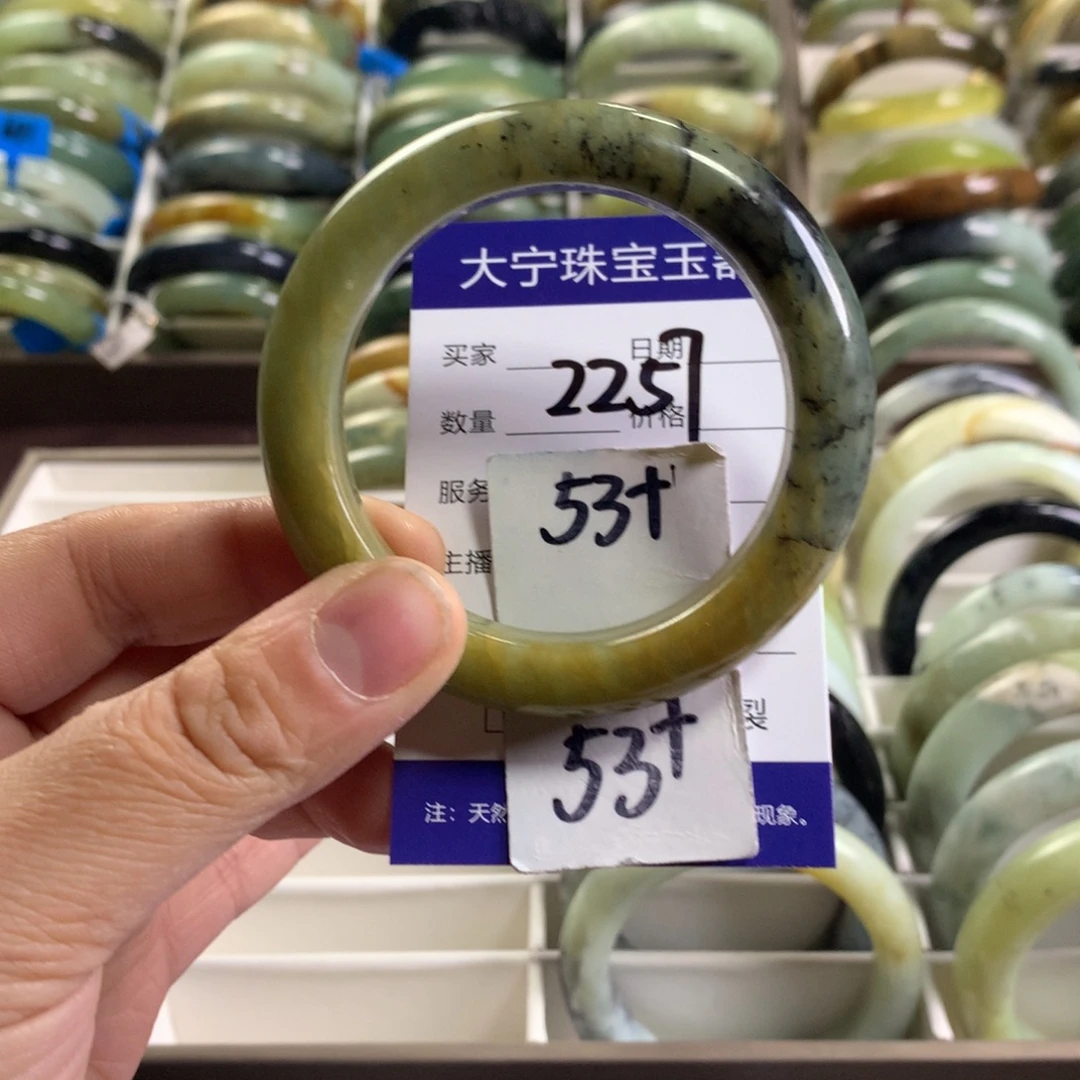 大宁珠宝玉
买家 日期
2257
数量 价格
服务
53+
主播
裂
53+
注：天然 现象。